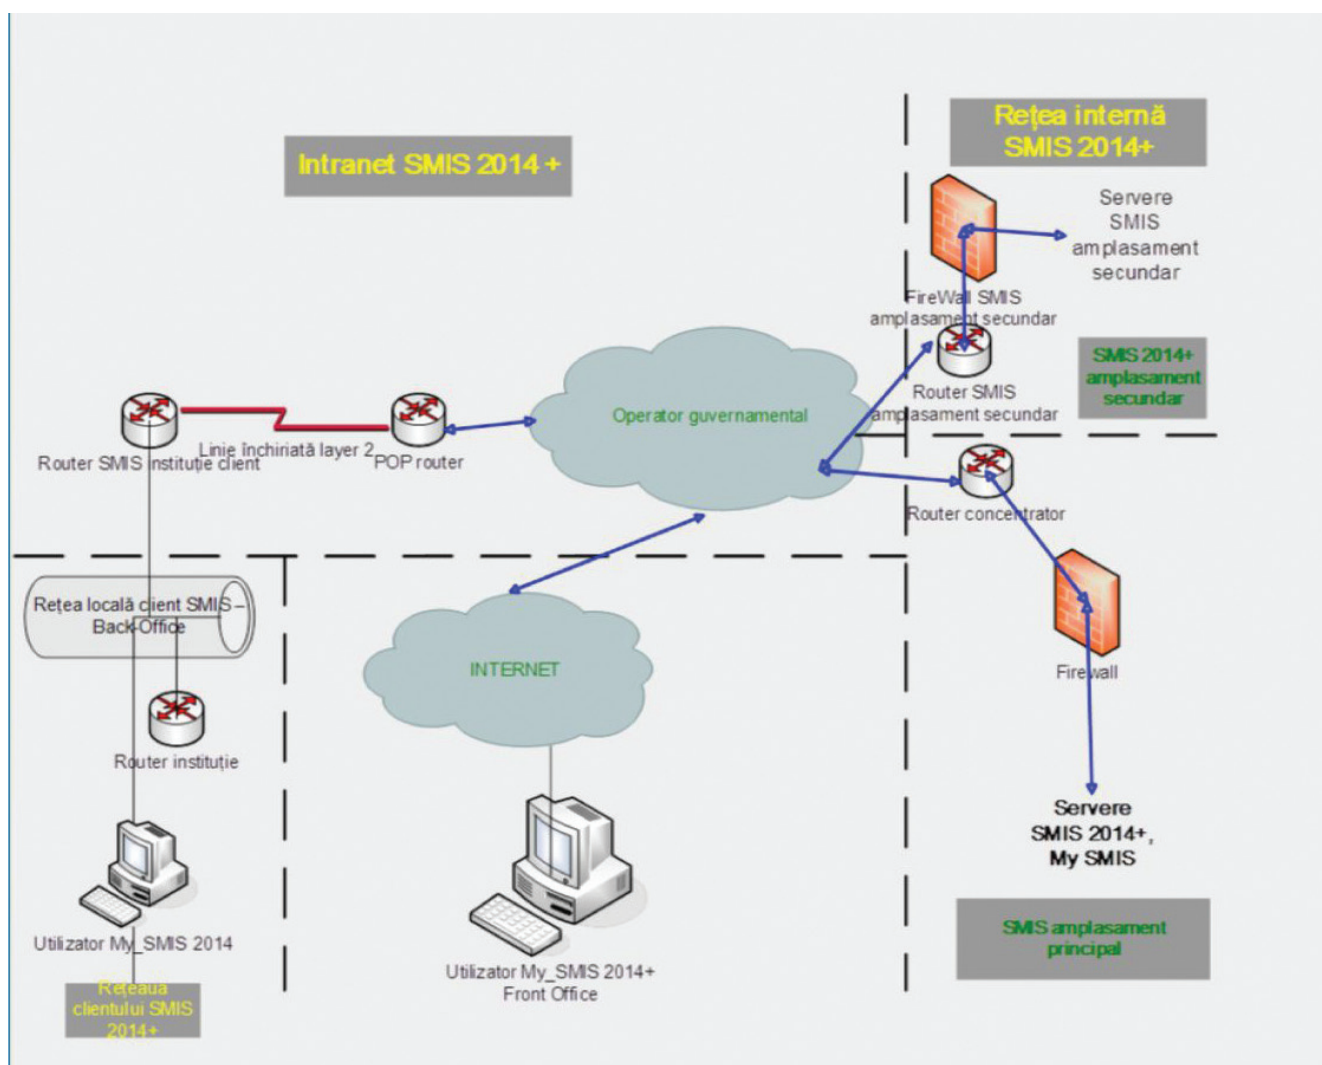 Intranet SMIS 2014 +
Rețea internă
SMIS 2014+
Servere
SMIS
amplasament
secundar
FireWall SMIS
amplasament secundar
SMIS 2014+
amplasament
secundar
Router SMIS
amplasament secundar
Operator guvernamental
Linie închiriată layer 2
Router SMIS instituție client
POP router
Router concentrator
Rețea locală client SMIS –
Back-Office
INTERNET
Firewall
Router instituție
Servere
SMIS 2014+,
My SMIS
Utilizator My_SMIS 2014
Utilizator My_SMIS 2014+
Front Office
SMIS amplasament
principal
Rețeaua
clientului SMIS
2014+